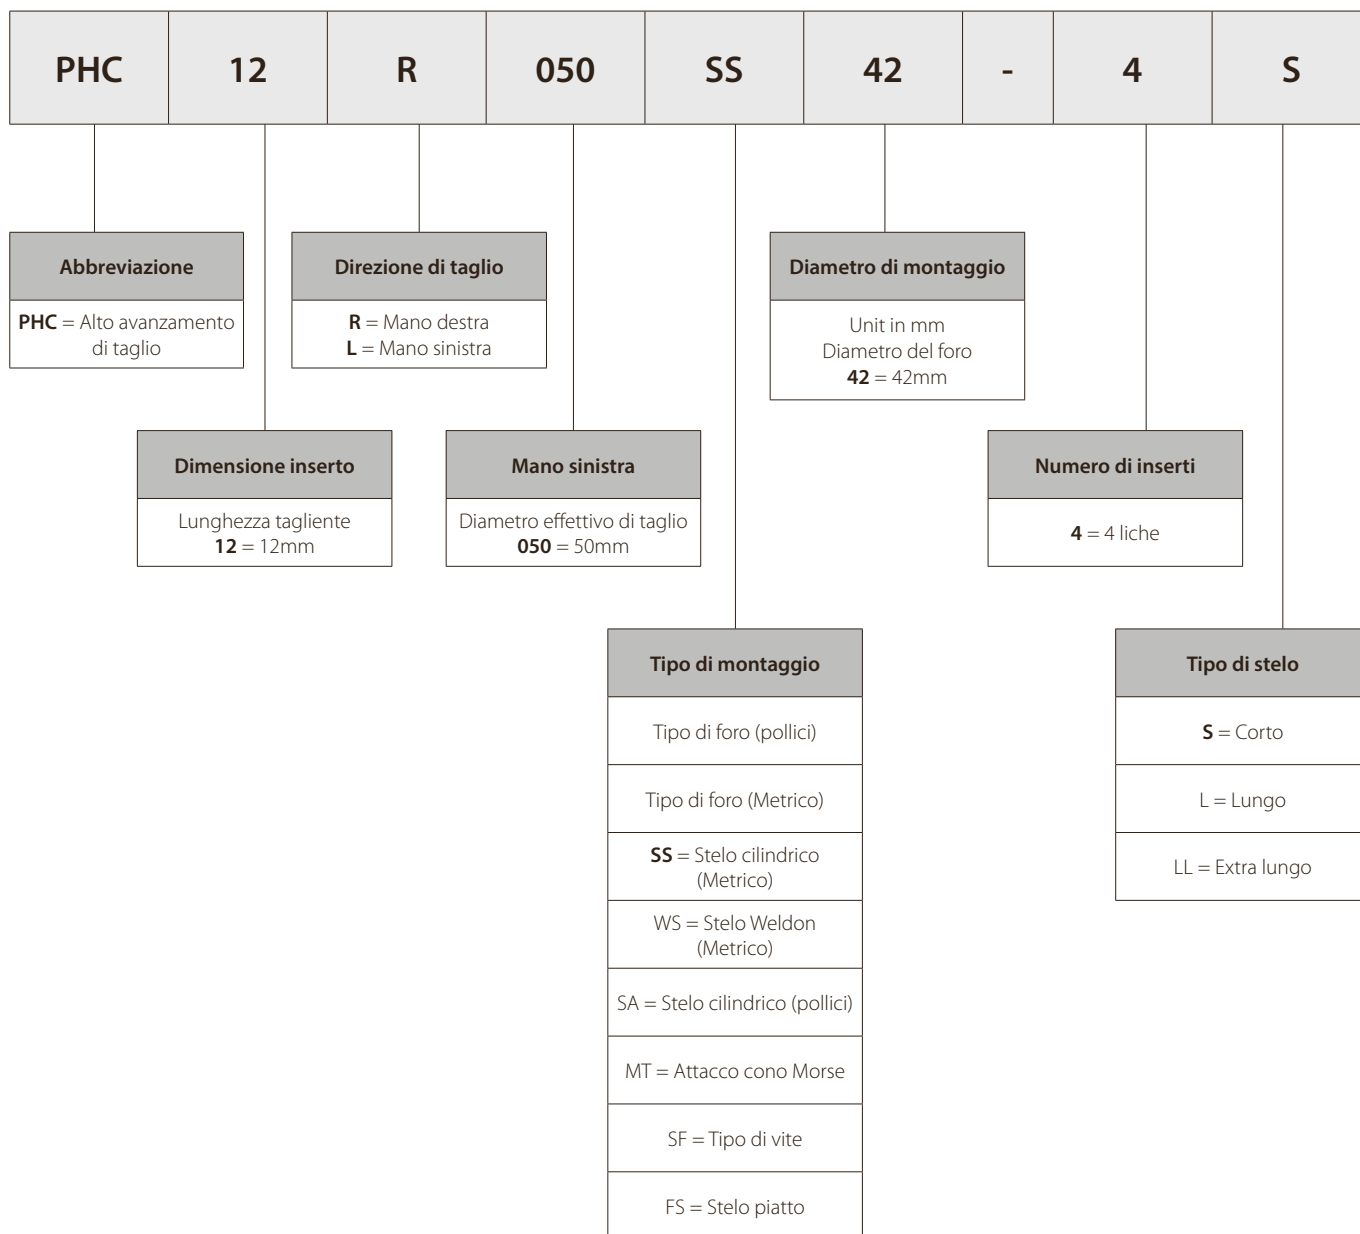 PHC 12 R 050 SS 42 - 4 S
Abbreviazione
PHC = Alto avanzamento
di taglio
Direzione di taglio
R = Mano destra
L = Mano sinistra
Diametro di montaggio
Unit in mm
Diametro del foro
42 = 42mm
Dimensione inserto
Lunghezza tagliente
12 = 12mm
Mano sinistra
Diametro effettivo di taglio
050 = 50mm
Numero di inserti
4 = 4 liche
Tipo di montaggio
Tipo di foro (pollici)
Tipo di foro (Metrico)
SS = Stelo cilindrico
(Metrico)
WS = Stelo Weldon
(Metrico)
SA = Stelo cilindrico (pollici)
MT = Attacco cono Morse
SF = Tipo di vite
FS = Stelo piatto
Tipo di stelo
S = Corto
L = Lungo
LL = Extra lungo